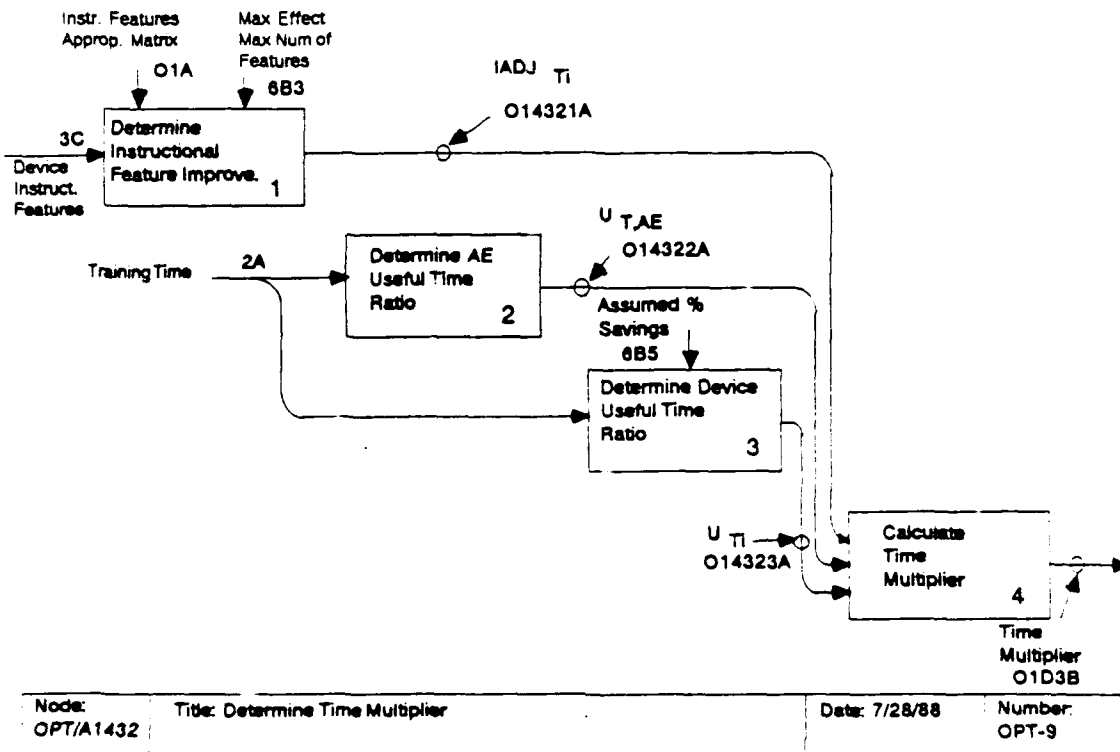 Instr. Features
Approp. Matrix
O1A
Max Effect
Max Num of
Features
6B3
IADJ Ti
O14321A
3C
Device
Instruct.
Features
Determine
Instructional
Feature Improve.
1
U T,AE
O14322A
Training Time
2A
Determine AE
Useful Time
Ratio
2
Assumed %
Savings
6B5
Determine Device
Useful Time
Ratio
3
U Ti
O14323A
Calculate
Time
Multiplier
4
Time
Multiplier
O1D3B
Node:
OPT/A1432
Title: Determine Time Multiplier
Date: 7/28/88
Number:
OPT-9